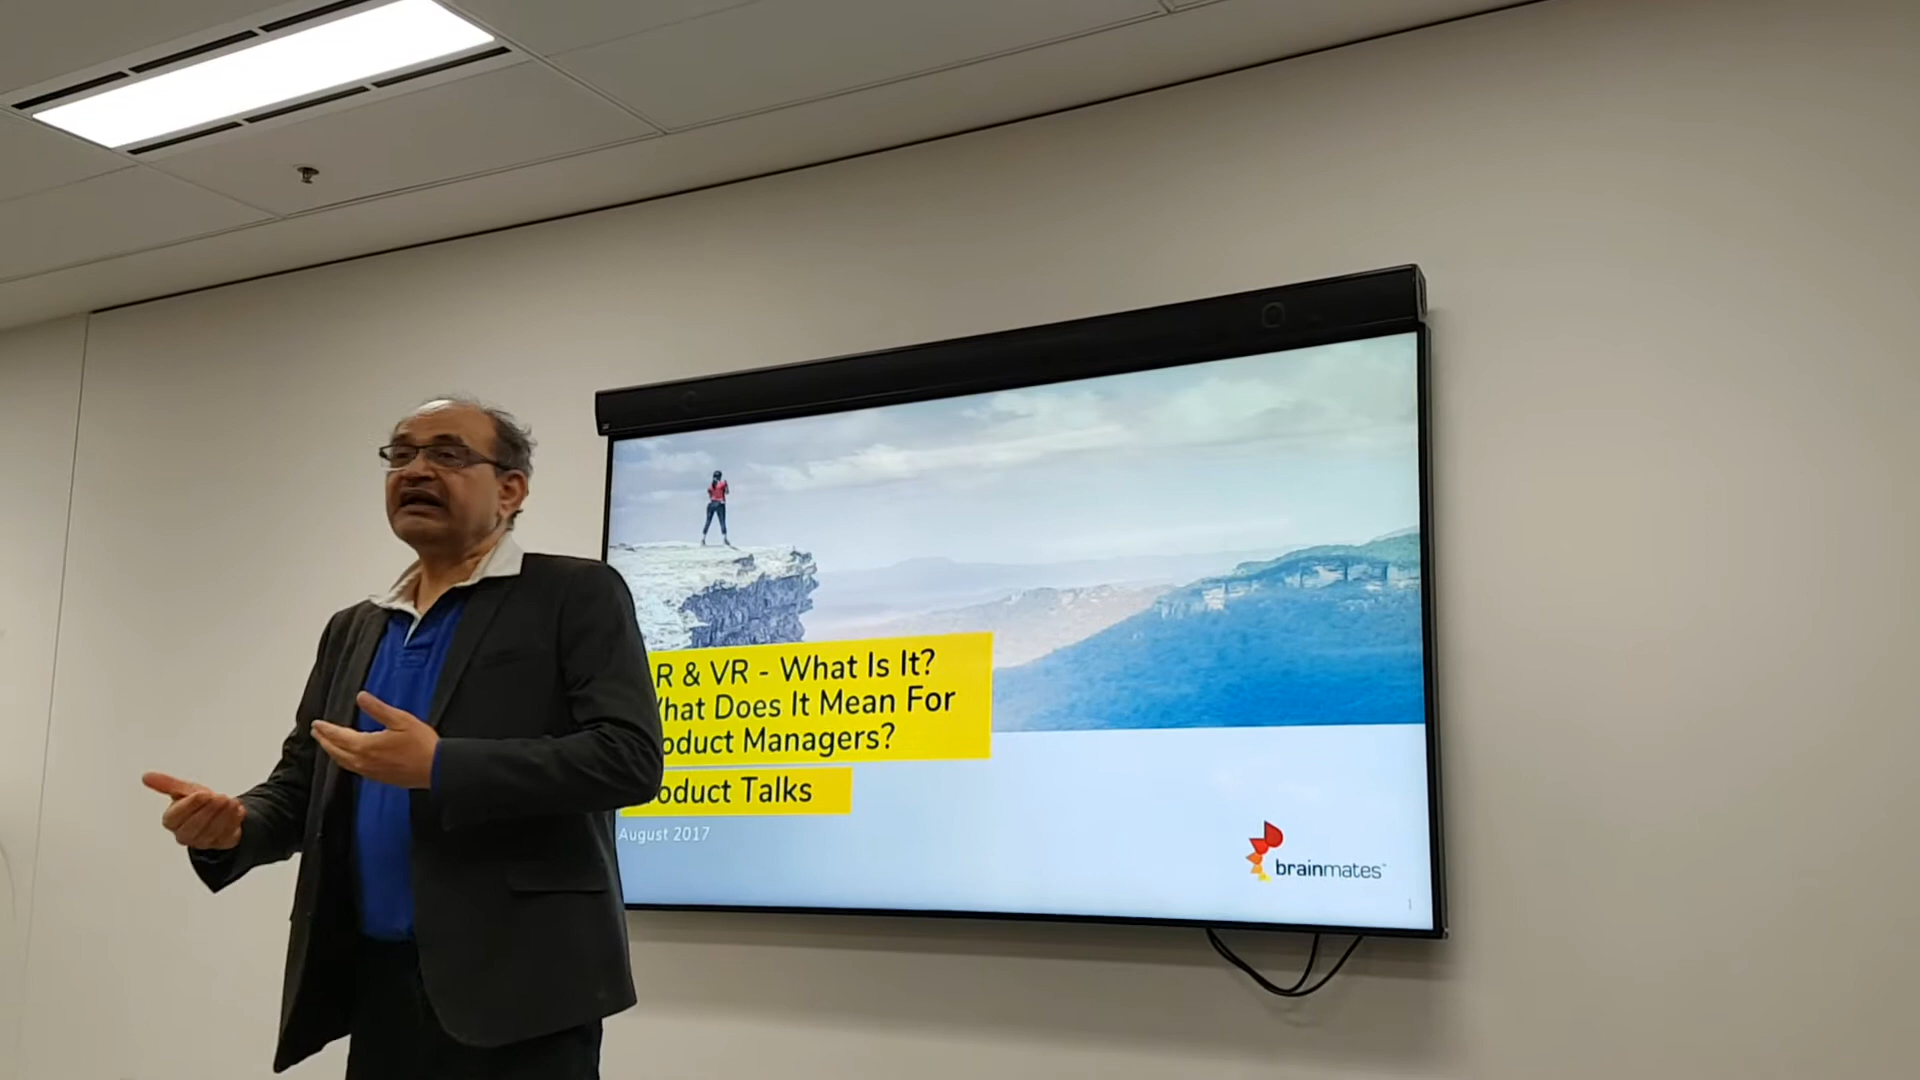 R & VR - What Is It?
hat Does It Mean For
oduct Managers?
oduct Talks
August 2017
brainmates
1